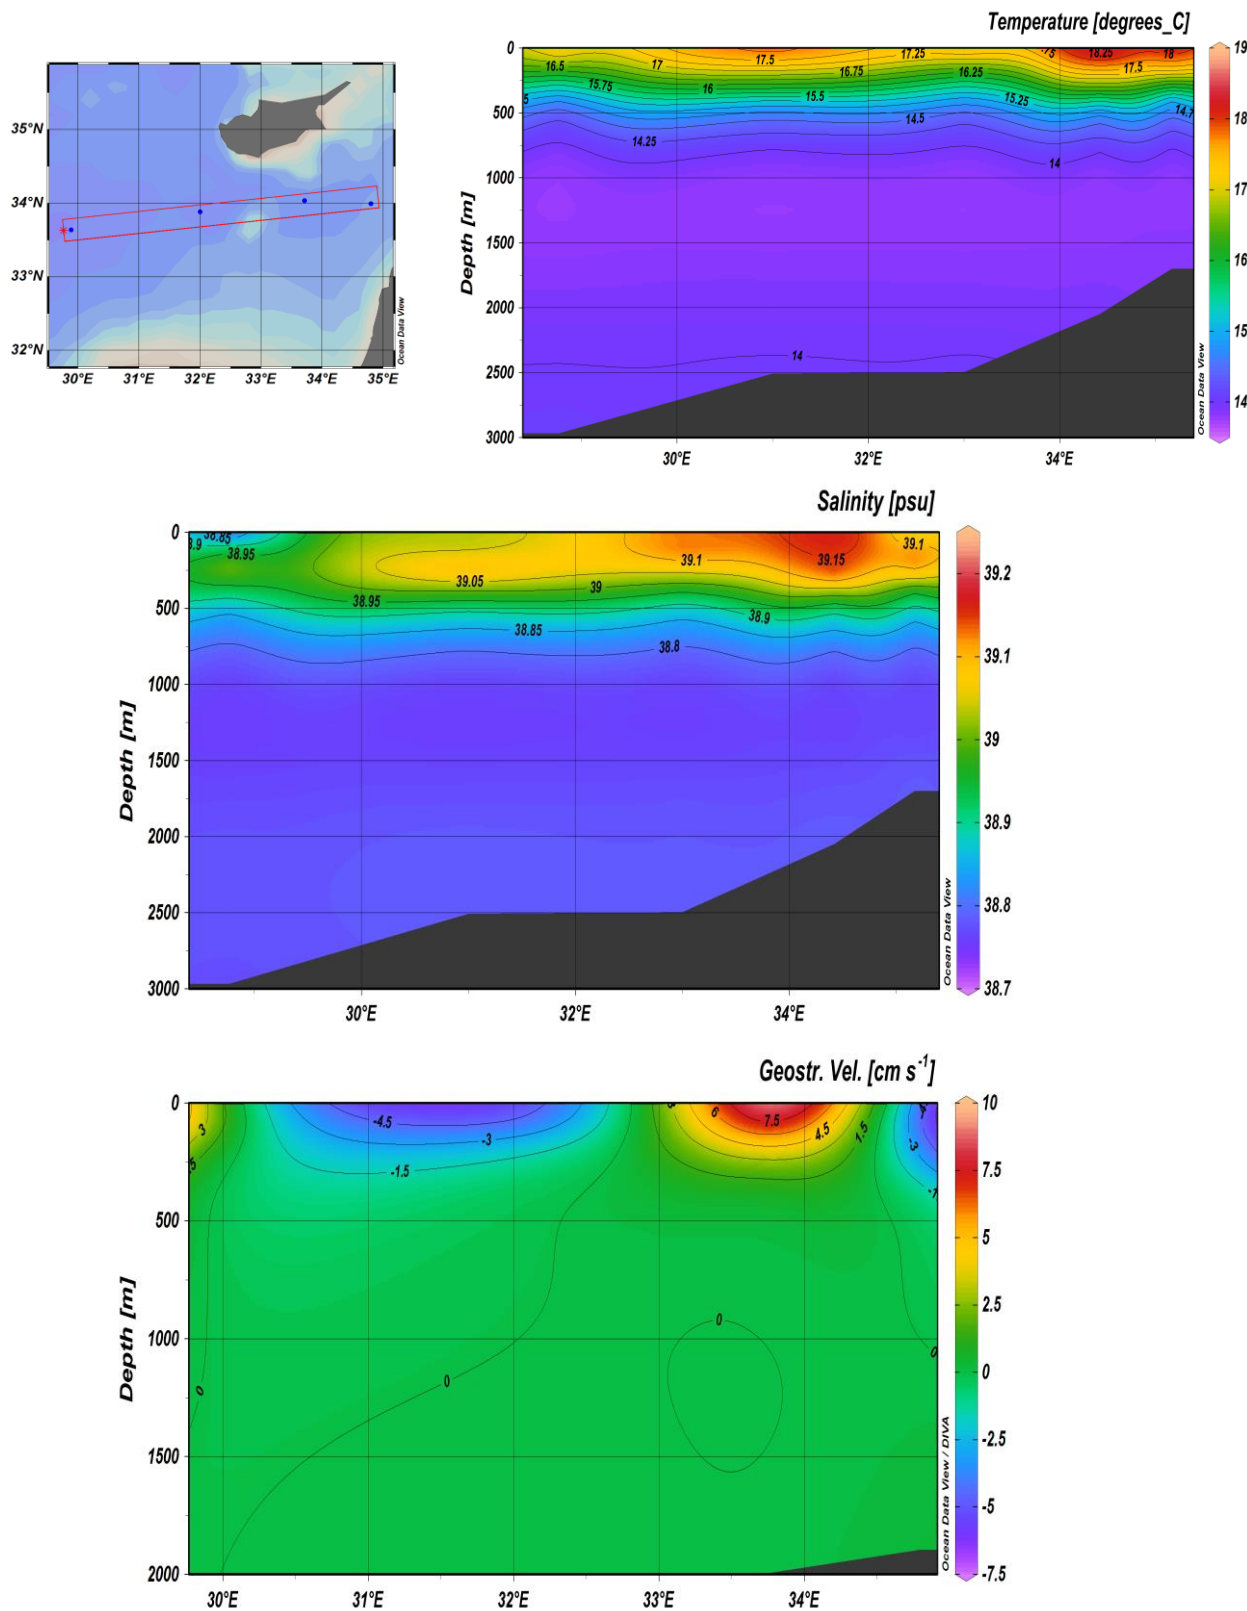 Temperature [degrees_C]
35°N
34°N
33°N
32°N
30°E 31°E 32°E 33°E 34°E 35°E
Ocean Data View
Depth [m]
0
500
1000
1500
2000
2500
3000
16.5 17 17.5 17.25 18.25 18
15.75 16 16.75 16.25 17.5
15.5 15.25
14.25 14.5
14
14
30°E 32°E 34°E
Ocean Data View
19
18
17
16
15
14
Salinity [psu]
Depth [m]
0
500
1000
1500
2000
2500
3000
38.85
38.95 39.1 39.15 39.1
39.05 39
38.95 38.9
38.85
38.8
30°E 32°E 34°E
Ocean Data View
39.2
39.1
39
38.9
38.8
38.7
Geostr. Vel. [cm s⁻¹]
Depth [m]
0
500
1000
1500
2000
3 -4.5 -3 6 7.5 4.5 1.5 -3
-1.5
0 0 0 0
30°E 31°E 32°E 33°E 34°E
Ocean Data View / DIVA
10
7.5
5
2.5
0
-2.5
-5
-7.5